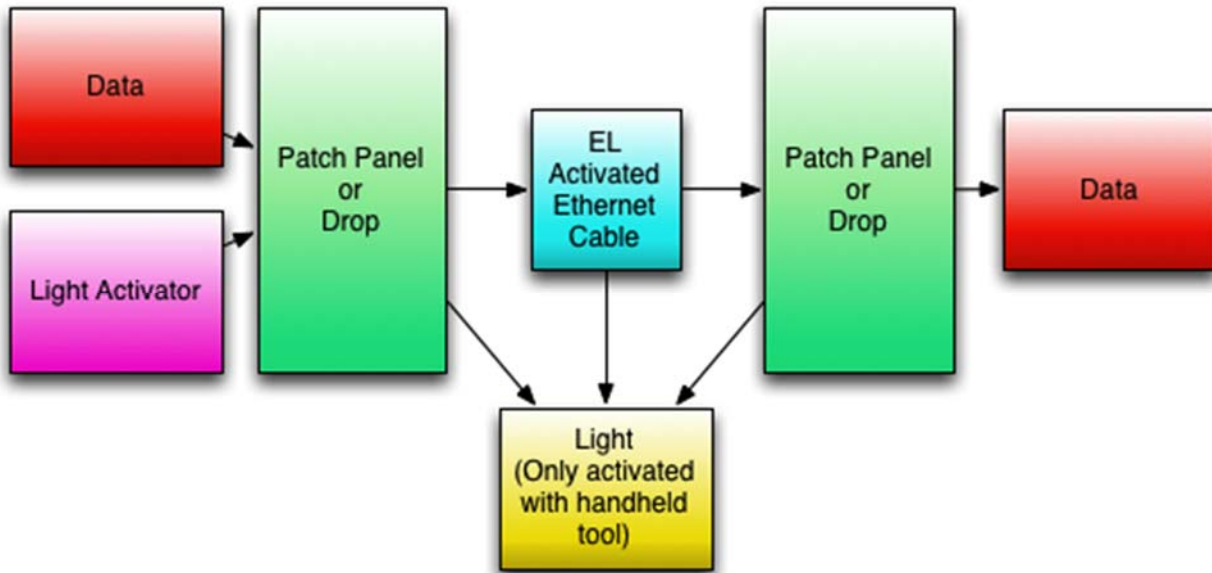 Data
Light Activator
Patch Panel
or
Drop
EL
Activated
Ethernet
Cable
Patch Panel
or
Drop
Data
Light
(Only activated
with handheld
tool)